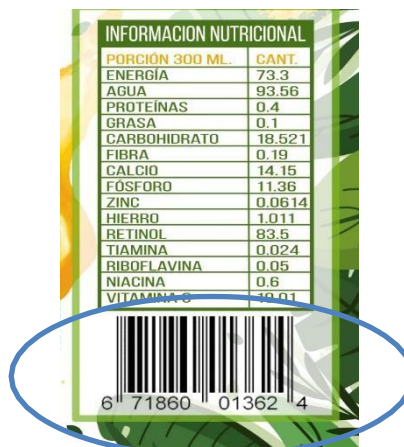 INFORMACION NUTRICIONAL
PORCIÓN 300 ML. CANT.
ENERGÍA 73.3
AGUA 93.56
PROTEÍNAS 0.4
GRASA 0.1
CARBOHIDRATO 18.521
FIBRA 0.19
CALCIO 14.15
FÓSFORO 11.36
ZINC 0.0614
HIERRO 1.011
RETINOL 83.5
TIAMINA 0.024
RIBOFLAVINA 0.05
NIACINA 0.6
VITAMINA
6 71860 01362 4